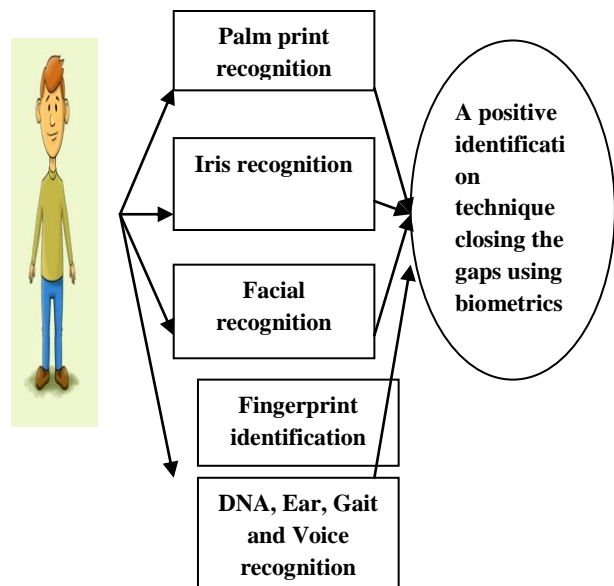 Palm print
recognition
Iris recognition
Facial
recognition
Fingerprint
identification
DNA, Ear, Gait
and Voice
recognition
A positive
identificati
on
technique
closing the
gaps using
biometrics